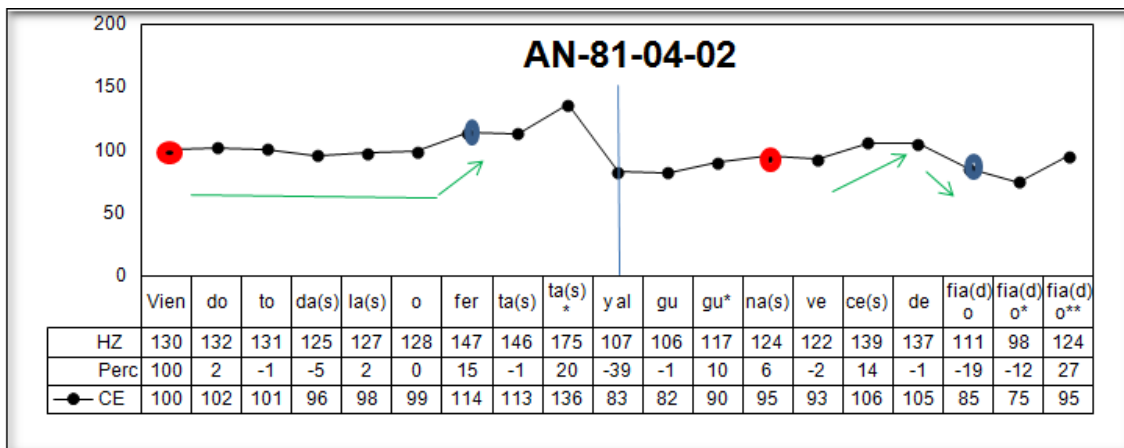 200
AN-81-04-02
150
100
50
0
Vien do to da(s) la(s) o fer ta(s) ta(s)* y al gu gu* na(s) ve ce(s) de fia(d)o fia(d)o* fia(d)o**
HZ 130 132 131 125 127 128 147 146 175 107 106 117 124 122 139 137 111 98 124
Perc 100 2 -1 -5 2 0 15 -1 20 -39 -1 10 6 -2 14 -1 -19 -12 27
CE 100 102 101 96 98 99 114 113 136 83 82 90 95 93 106 105 85 75 95